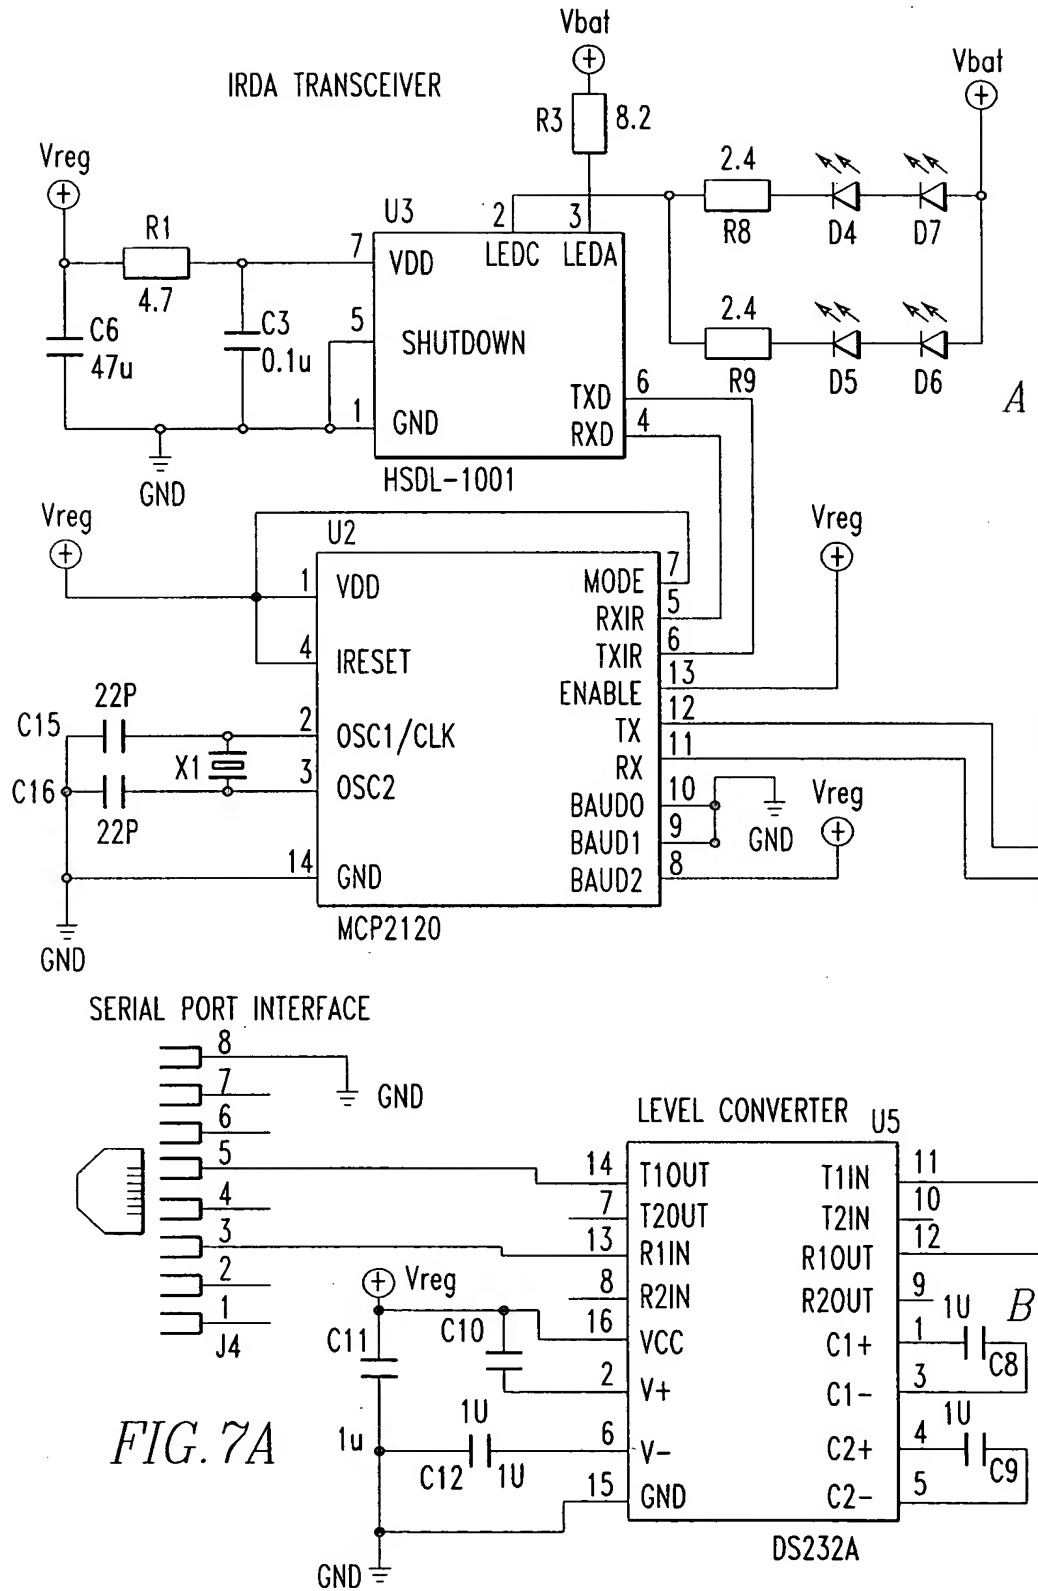 Vbat
IRDA TRANSCEIVER
R3 8.2
Vbat
Vreg
2.4
U3
2 3
R1
7 VDD LEDC LEDA
R8 D4 D7
4.7
C6
47u
C3
0.1u
5 SHUTDOWN
2.4
R9 D5 D6
TXD 6
A
1 GND RXD 4
HSDL-1001
GND
Vreg
U2
Vreg
1 VDD MODE 7
RXIR 5
4 IRESET TXIR 6
ENABLE 13
22P
C15 2 OSC1/CLK TX 12
X1 RX 11
C16 3 OSC2 BAUD0 10
22P
Vreg
BAUD1 9 GND
14 GND BAUD2 8
MCP2120
GND
SERIAL PORT INTERFACE
8
GND
7
6
5
4
3
2
1
J4
LEVEL CONVERTER U5
14 T1OUT T1IN 11
7 T2OUT T2IN 10
13 R1IN R1OUT 12
Vreg
8 R2IN R2OUT 9
B
C11 C10 16 VCC C1+ 1 1U C8
2 V+ C1- 3
FIG.7A
1u
1U
C12 1U
6 V- C2+ 4 1U C9
15 GND C2- 5
DS232A
GND